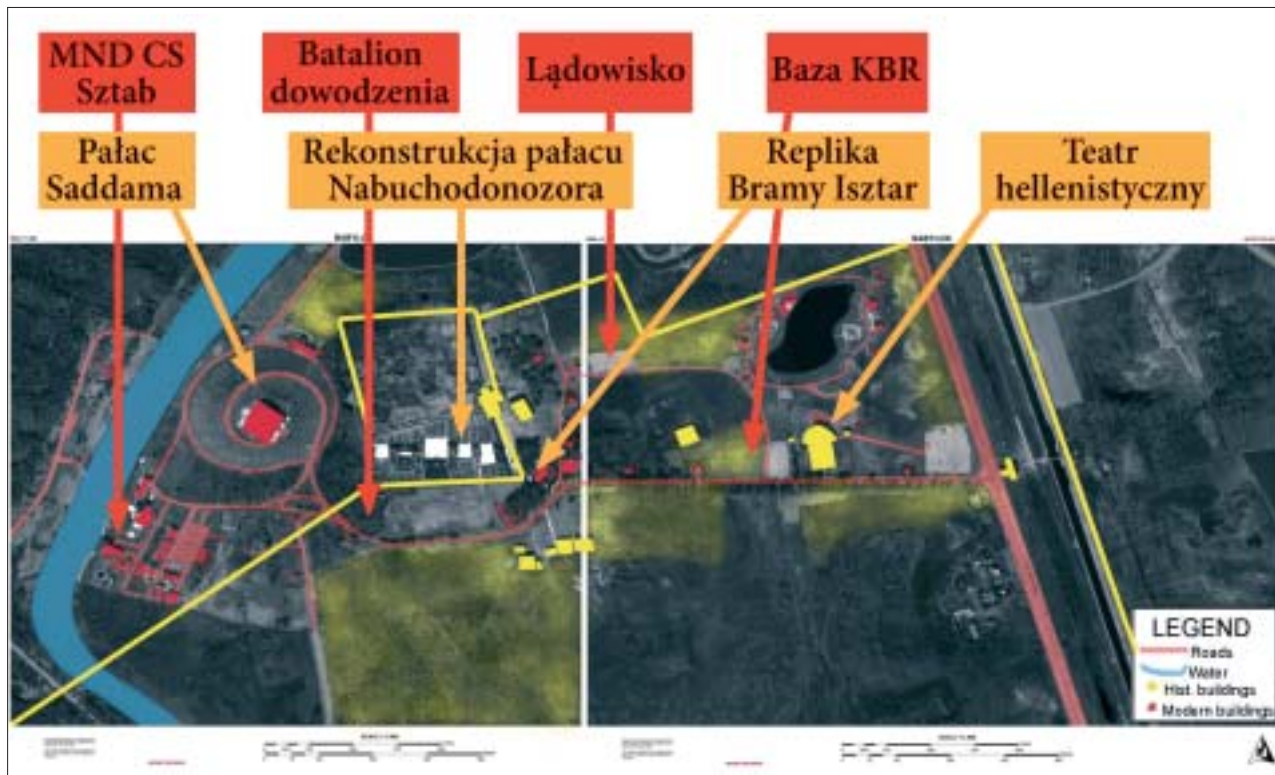 MND CS
Sztab
Batalion
dowodzenia
Lądowisko
Baza KBR
Pałac
Saddama
Rekonstrukcja pałacu
Nabuchodonozora
Replika
Bramy Isztar
Teatr
hellenistyczny
LEGEND
Roads
Water
Hist. buildings
Modern buildings